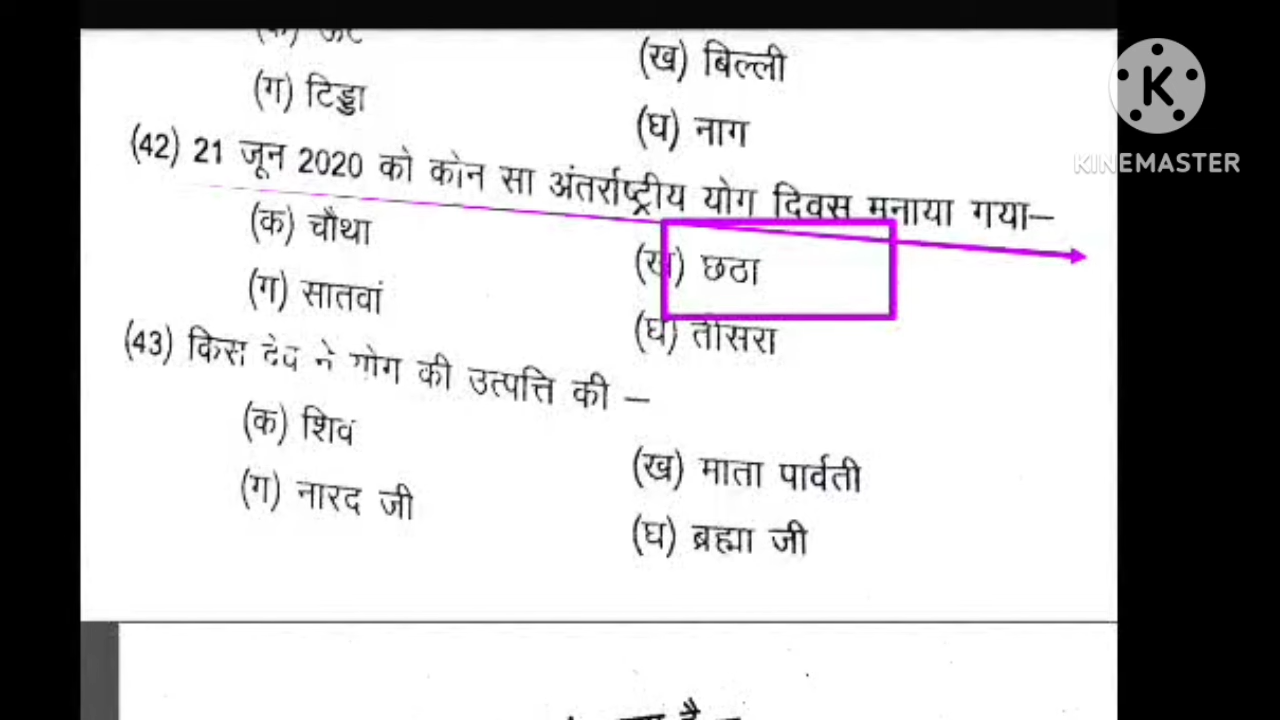 (ख) बिल्ली
(ग) टिड्डा
(घ) नाग
(42) 21 जून 2020 को कोन सा अंतर्राष्ट्रीय योग दिवस मनाया गया–
(क) चौथा
(ख) छठा
(ग) सातवां
(घ) तीसरा
(43) किस देव ने योग की उत्पत्ति की –
(क) शिव
(ख) माता पार्वती
(ग) नारद जी
(घ) ब्रह्मा जी
है
K
KINEMASTER